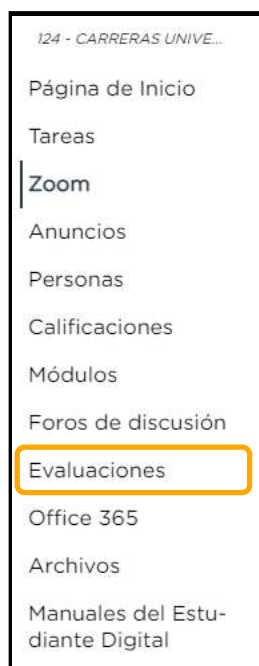 124 - CARRERAS UNIVE...
Página de Inicio
Tareas
Zoom
Anuncios
Personas
Calificaciones
Módulos
Foros de discusión
Evaluaciones
Office 365
Archivos
Manuales del Estu-
diante Digital